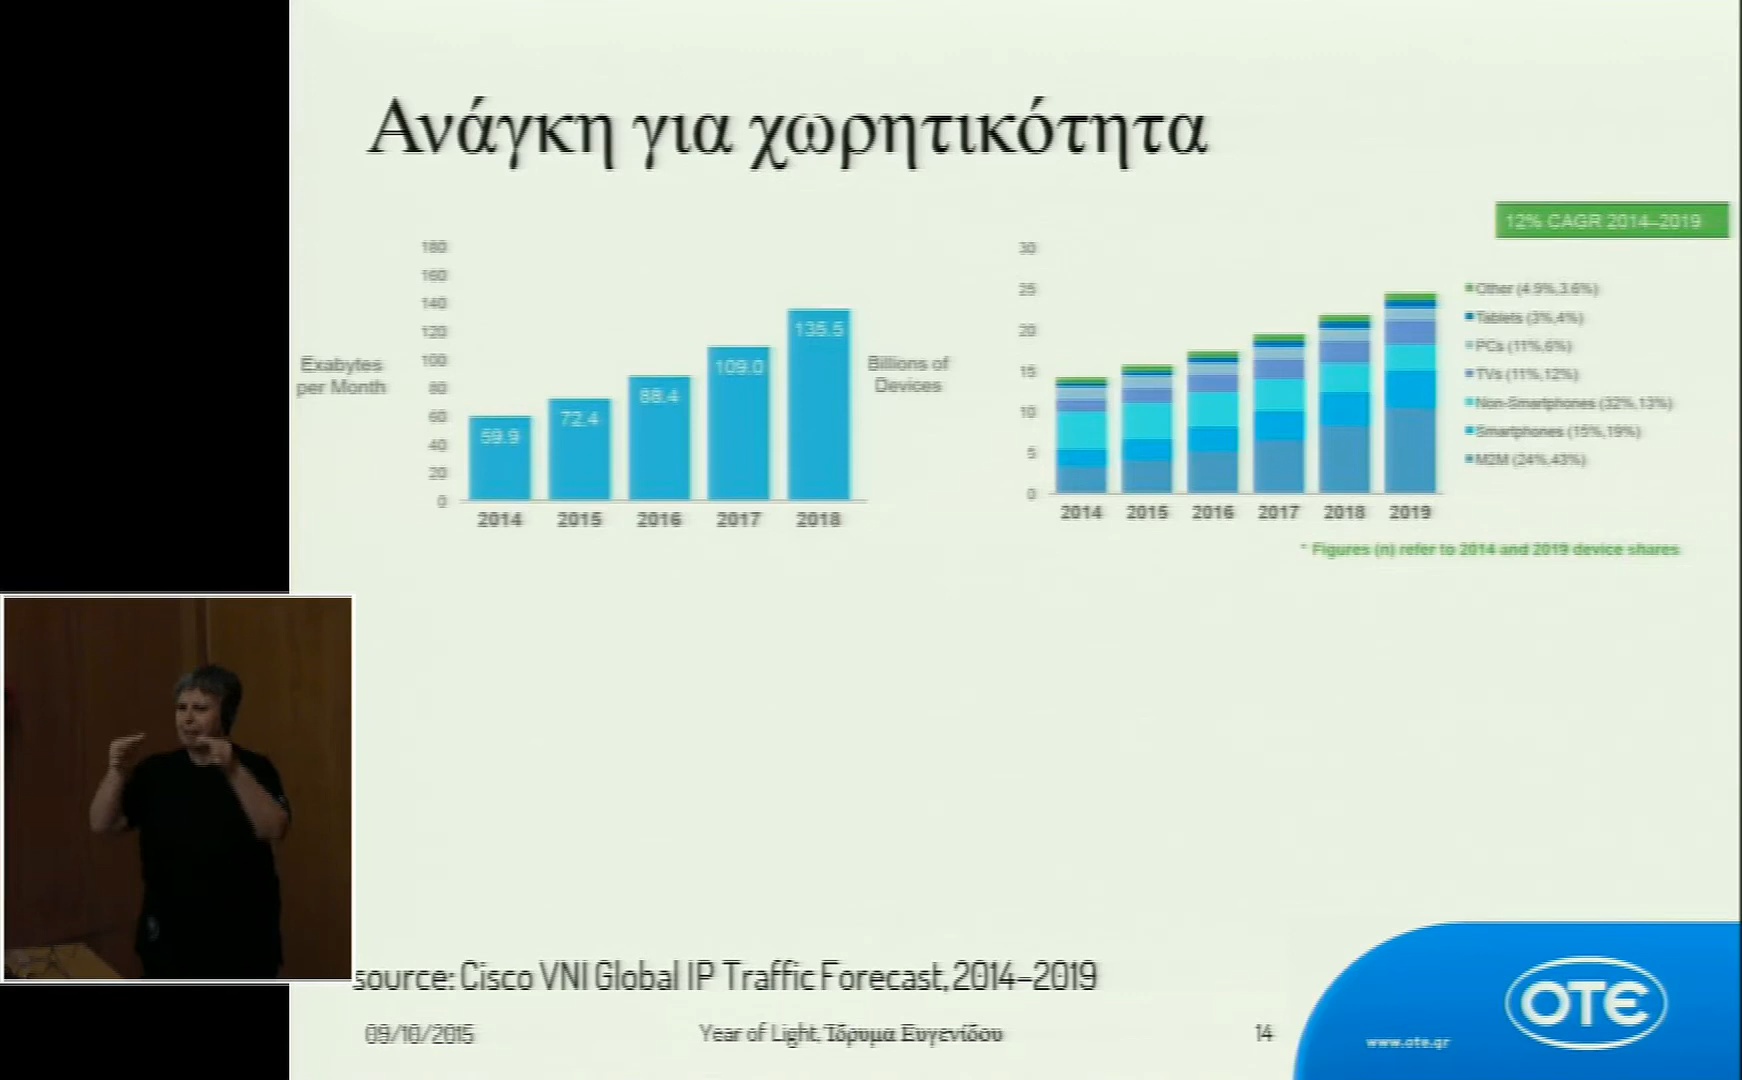 Ανάγκη για χωρητικότητα
12% CAGR 2014–2019
Exabytes
per Month
180
160
140
120
100
80
60
40
20
0
59.9
72.4
88.4
109.0
135.5
2014 2015 2016 2017 2018
Billions of
Devices
30
25
20
15
10
5
0
2014 2015 2016 2017 2018 2019
Other (4.9%,3.6%)
Tablets (3%,4%)
PCs (11%,6%)
TVs (11%,12%)
Non-Smartphones (32%,13%)
Smartphones (15%,19%)
M2M (24%,43%)
* Figures (n) refer to 2014 and 2019 device shares
source: Cisco VNI Global IP Traffic Forecast, 2014–2019
09/10/2015 Year of Light, Ίδρυμα Ευγενίδου 14
www.ote.gr
OTE